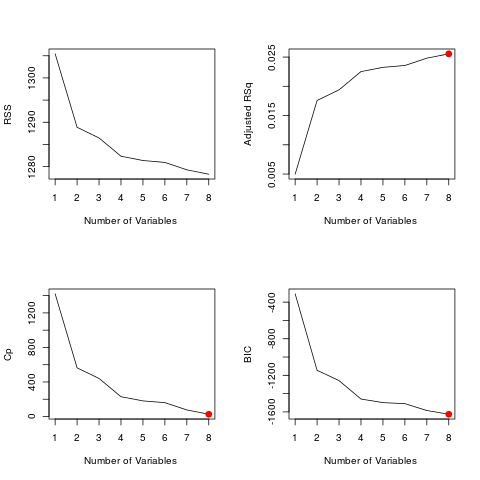 RSS
1280 1290 1300
1 2 3 4 5 6 7 8
Number of Variables
Adjusted RSq
0.005 0.015 0.025
1 2 3 4 5 6 7 8
Number of Variables
Cp
0 400 800 1200
1 2 3 4 5 6 7 8
Number of Variables
BIC
-1600 -1200 -800 -400
1 2 3 4 5 6 7 8
Number of Variables